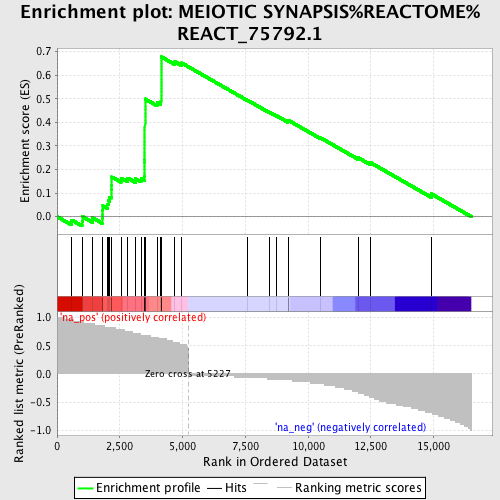 Enrichment plot: MEIOTIC SYNAPSIS%REACTOME%
REACT_75792.1
Enrichment score (ES)
0.7
0.6
0.5
0.4
0.3
0.2
0.1
0.0
Ranked list metric (PreRanked)
1.0
0.5
0.0
-0.5
-1.0
'na_pos' (positively correlated)
Zero cross at 5227
'na_neg' (negatively correlated)
0 2,500 5,000 7,500 10,000 12,500 15,000
Rank in Ordered Dataset
Enrichment profile Hits Ranking metric scores